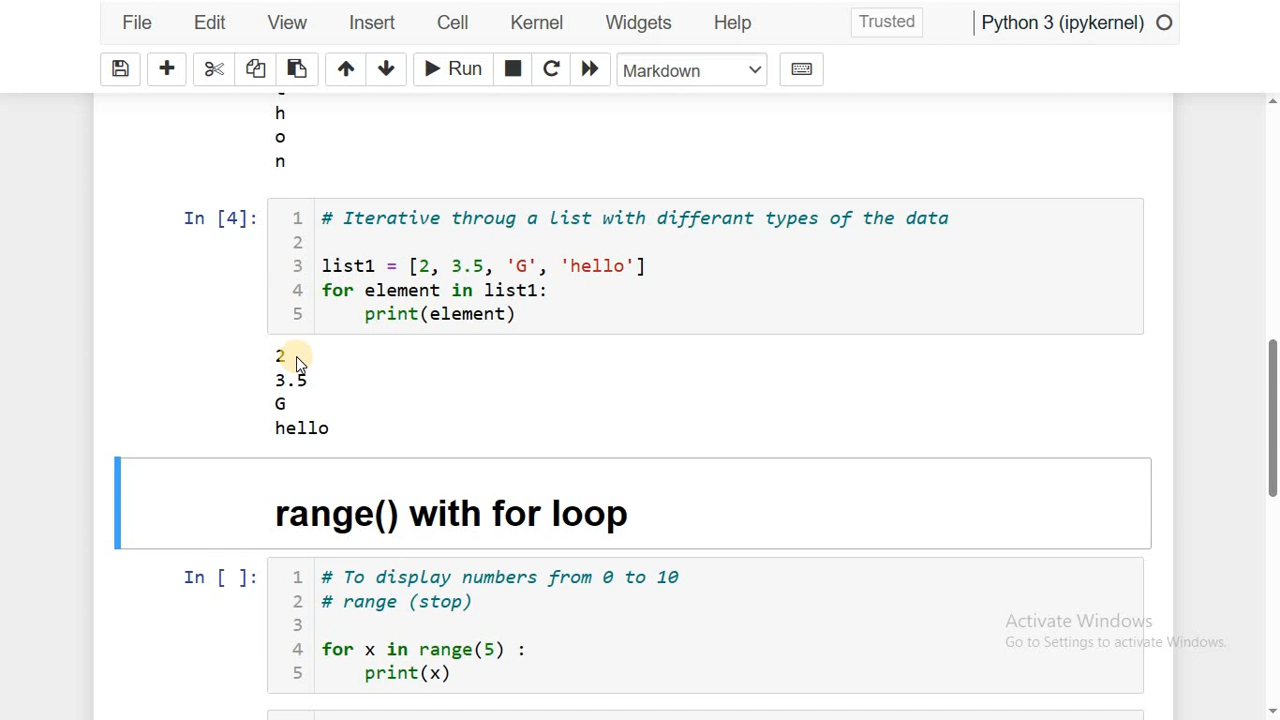 File Edit View Insert Cell Kernel Widgets Help Trusted Python 3 (ipykernel)
Run Markdown
h
o
n
In [4]: 1 # Iterative throug a list with differant types of the data
2
3 list1 = [2, 3.5, 'G', 'hello']
4 for element in list1:
5 print(element)
2
3.5
G
hello
range() with for loop
In [ ]: 1 # To display numbers from 0 to 10
2 # range (stop)
3
4 for x in range(5) :
5 print(x)
Activate Windows
Go to Settings to activate Windows.